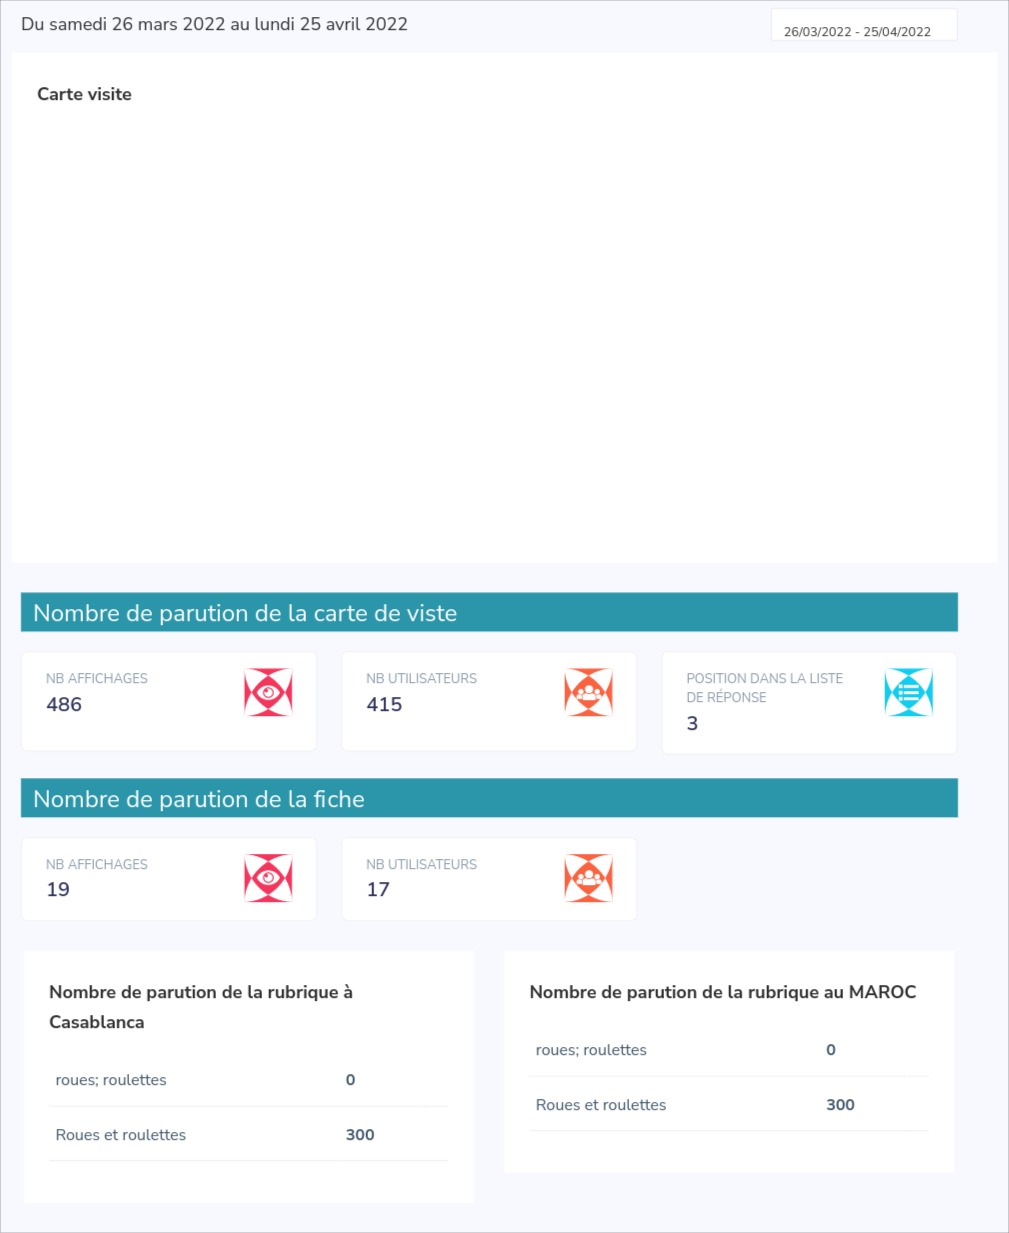 Du samedi 26 mars 2022 au lundi 25 avril 2022
26/03/2022 - 25/04/2022
Carte visite
Nombre de parution de la carte de viste
NB AFFICHAGES
486
NB UTILISATEURS
415
POSITION DANS LA LISTE
DE RÉPONSE
3
Nombre de parution de la fiche
NB AFFICHAGES
19
NB UTILISATEURS
17
Nombre de parution de la rubrique à
Casablanca
roues; roulettes 0
Roues et roulettes 300
Nombre de parution de la rubrique au MAROC
roues; roulettes 0
Roues et roulettes 300